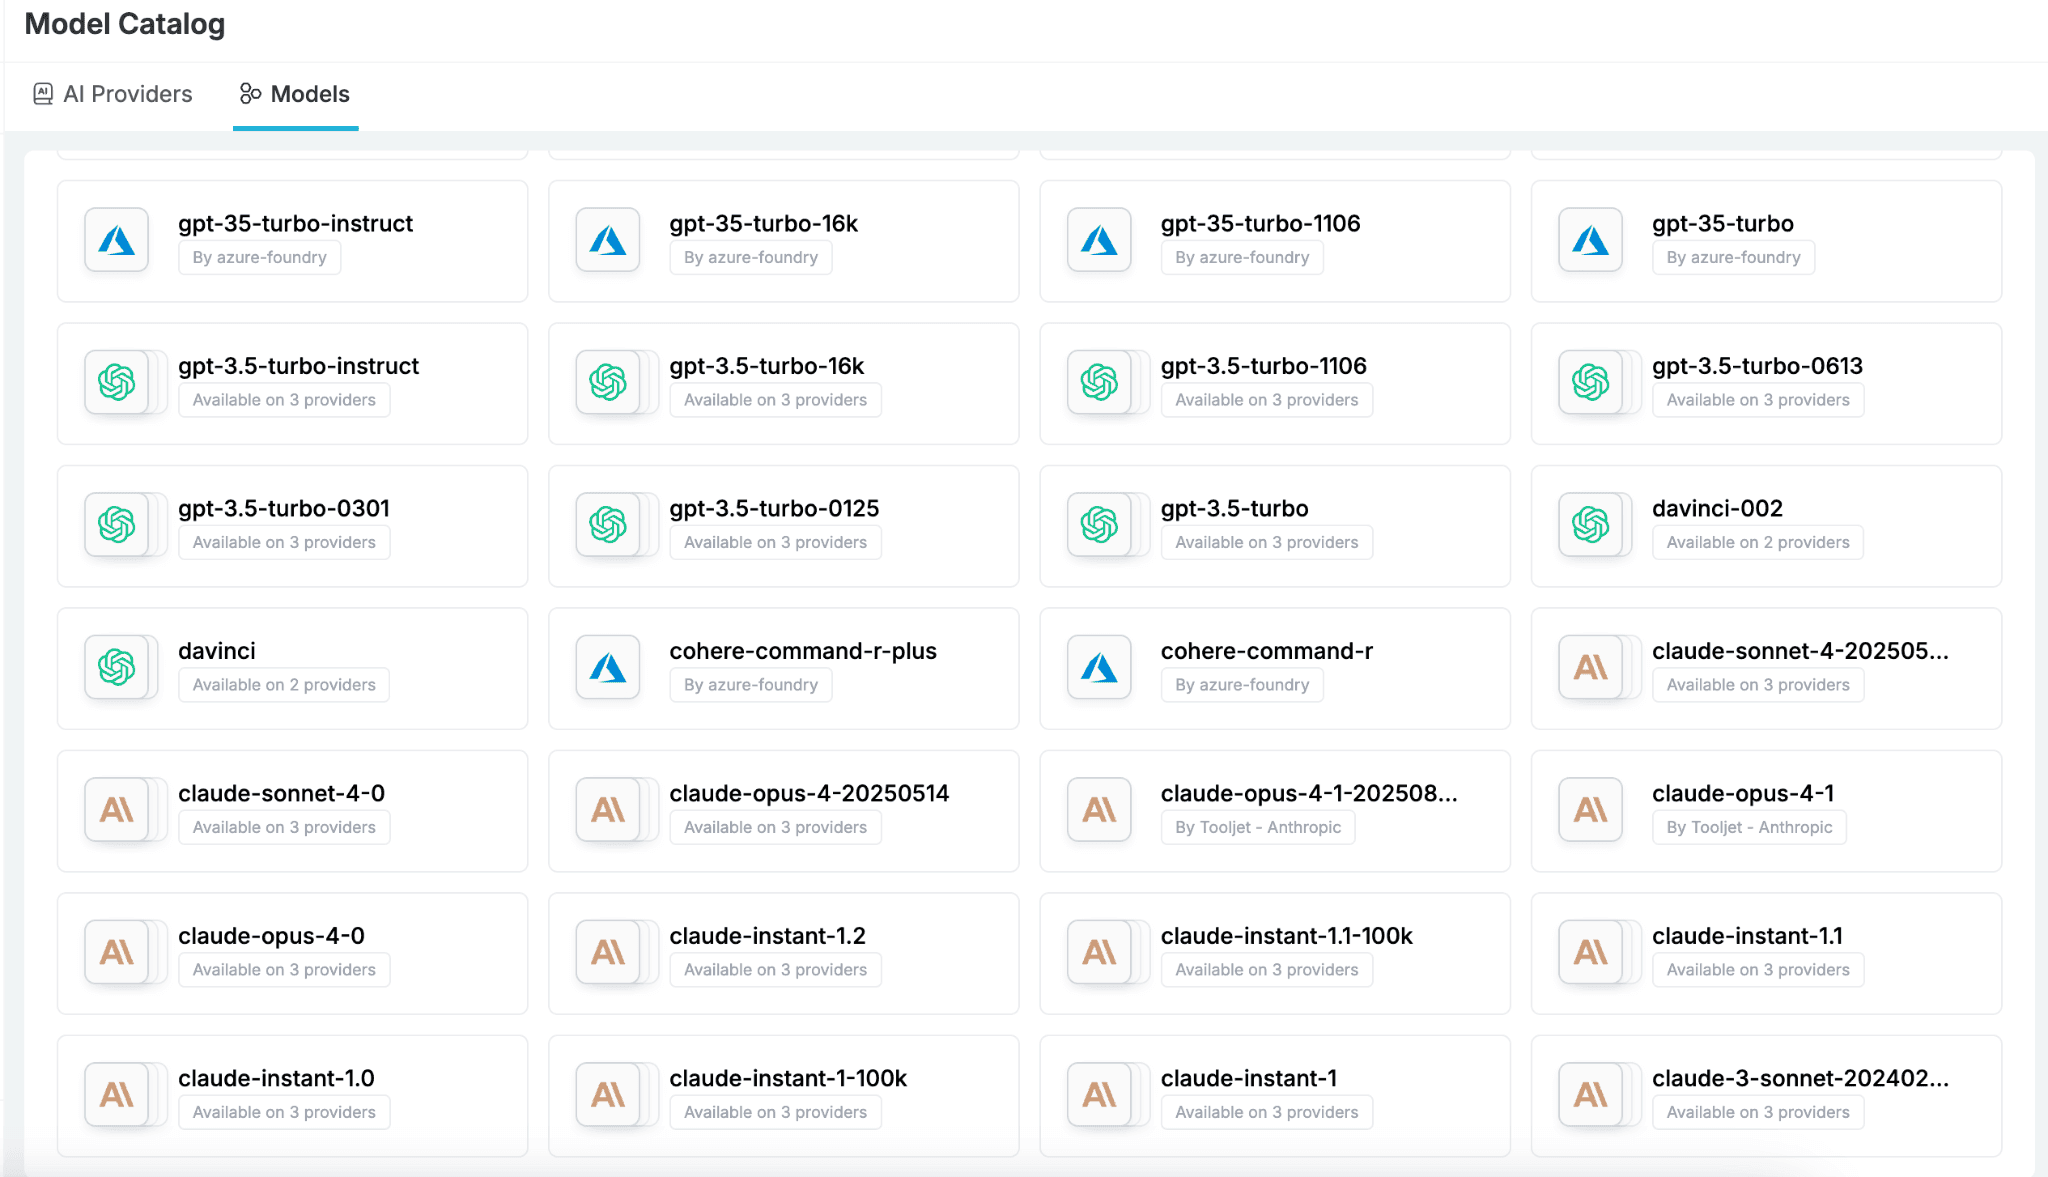 Model Catalog
AI Providers
Models
gpt-35-turbo-instruct
By azure-foundry
gpt-35-turbo-16k
By azure-foundry
gpt-35-turbo-1106
By azure-foundry
gpt-35-turbo
By azure-foundry
gpt-3.5-turbo-instruct
Available on 3 providers
gpt-3.5-turbo-16k
Available on 3 providers
gpt-3.5-turbo-1106
Available on 3 providers
gpt-3.5-turbo-0613
Available on 3 providers
gpt-3.5-turbo-0301
Available on 3 providers
gpt-3.5-turbo-0125
Available on 3 providers
gpt-3.5-turbo
Available on 3 providers
davinci-002
Available on 2 providers
davinci
Available on 2 providers
cohere-command-r-plus
By azure-foundry
cohere-command-r
By azure-foundry
claude-sonnet-4-202505...
Available on 3 providers
claude-sonnet-4-0
Available on 3 providers
claude-opus-4-20250514
Available on 3 providers
claude-opus-4-1-202508...
By Tooljet - Anthropic
claude-opus-4-1
By Tooljet - Anthropic
claude-opus-4-0
Available on 3 providers
claude-instant-1.2
Available on 3 providers
claude-instant-1.1-100k
Available on 3 providers
claude-instant-1.1
Available on 3 providers
claude-instant-1.0
Available on 3 providers
claude-instant-1-100k
Available on 3 providers
claude-instant-1
Available on 3 providers
claude-3-sonnet-202402...
Available on 3 providers